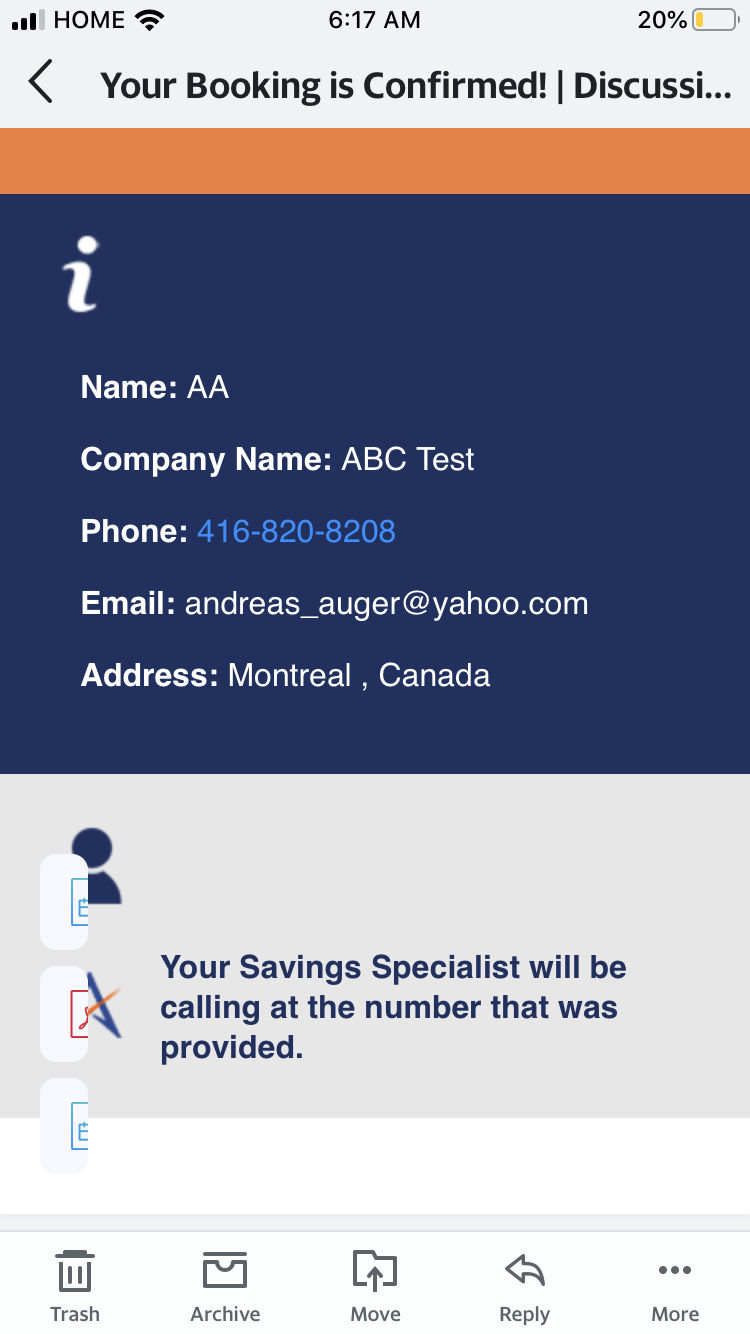 HOME 6:17 AM 20%
Your Booking is Confirmed! | Discussi...
i
Name: AA
Company Name: ABC Test
Phone: 416-820-8208
Email: andreas_auger@yahoo.com
Address: Montreal , Canada
Your Savings Specialist will be
calling at the number that was
provided.
Trash Archive Move Reply More